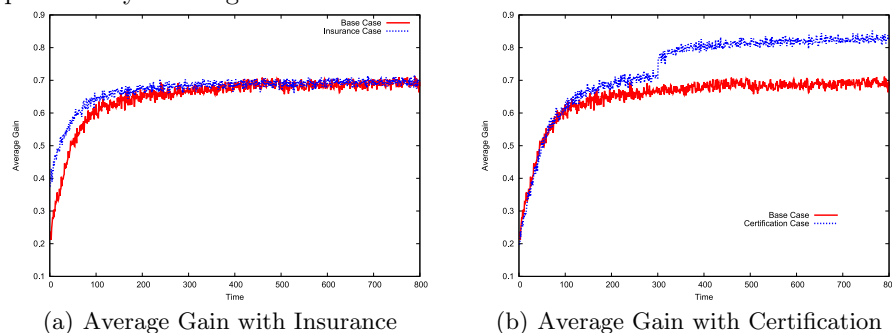 0.9
0.8
0.7
0.6
0.5
0.4
0.3
0.2
0.1
Average Gain
Base Case
Insurance Case
0 100 200 300 400 500 600 700 800
Time
(a) Average Gain with Insurance
0.9
0.8
0.7
0.6
0.5
0.4
0.3
0.2
0.1
Average Gain
Base Case
Certification Case
0 100 200 300 400 500 600 700 80
Time
(b) Average Gain with Certification